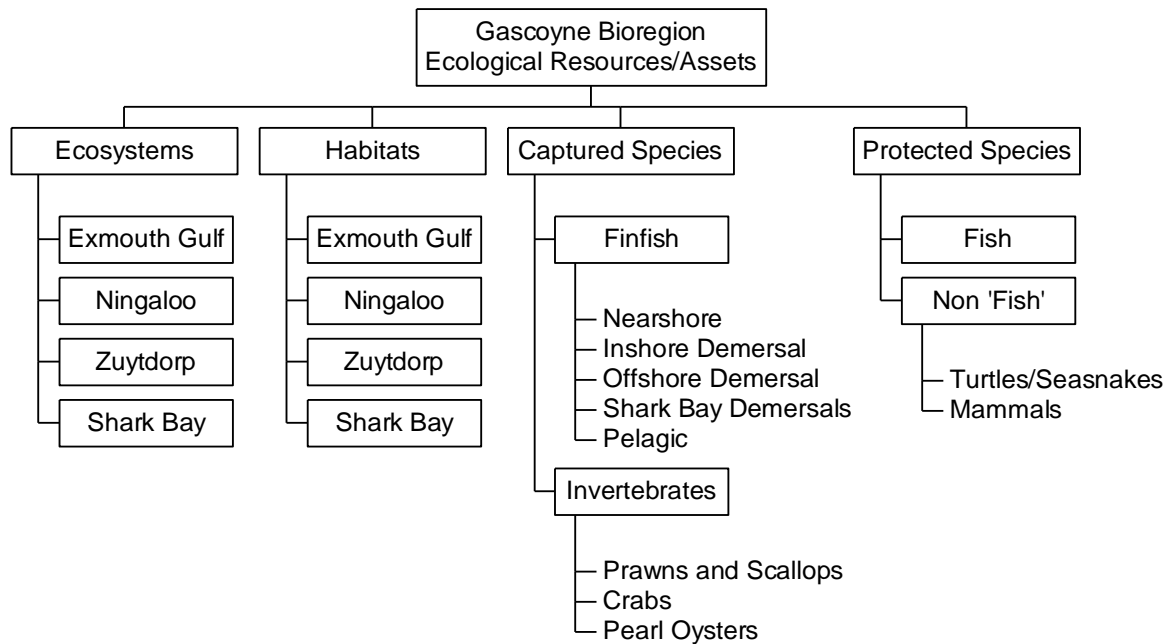 Gascoyne Bioregion
Ecological Resources/Assets
Ecosystems
Exmouth Gulf
Ningaloo
Zuytdorp
Shark Bay
Habitats
Exmouth Gulf
Ningaloo
Zuytdorp
Shark Bay
Captured Species
Finfish
Nearshore
Inshore Demersal
Offshore Demersal
Shark Bay Demersals
Pelagic
Invertebrates
Prawns and Scallops
Crabs
Pearl Oysters
Protected Species
Fish
Non 'Fish'
Turtles/Seasnakes
Mammals